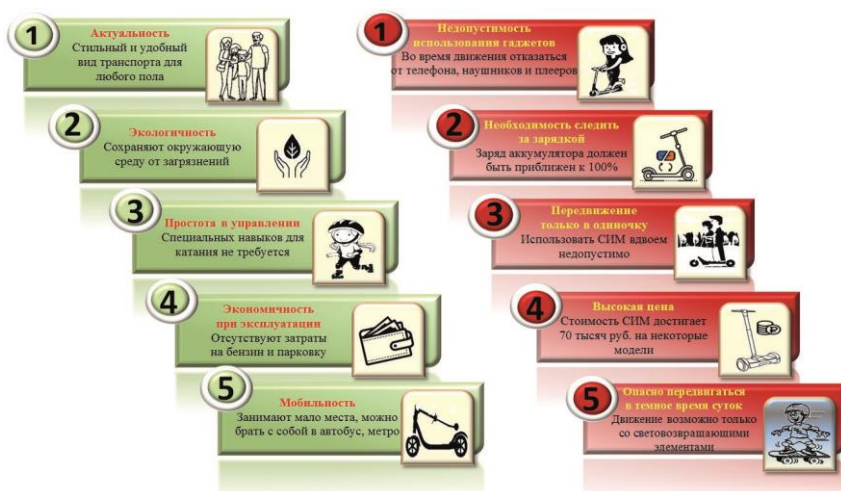 1
Актуальность
Стильный и удобный
вид транспорта для
любого пола
2
Экологичность
Сохраняют окружающую
среду от загрязнений
3
Простота в управлении
Специальных навыков для
катания не требуется
4
Экономичность
при эксплуатации
Отсутствуют затраты
на бензин и парковку
5
Мобильность
Занимают мало места, можно
брать с собой в автобус, метро
1
Недопустимость
использования гаджетов
Во время движения отказаться
от телефона, наушников и плееров
2
Необходимость следить
за зарядкой
Заряд аккумулятора должен
быть приближен к 100%
3
Передвижение
только в одиночку
Использовать СИМ вдвоем
недопустимо
4
Высокая цена
Стоимость СИМ достигает
70 тысяч руб. на некоторые
модели
5
Опасно передвигаться
в темное время суток
Движение возможно только
со световозвращающими
элементами